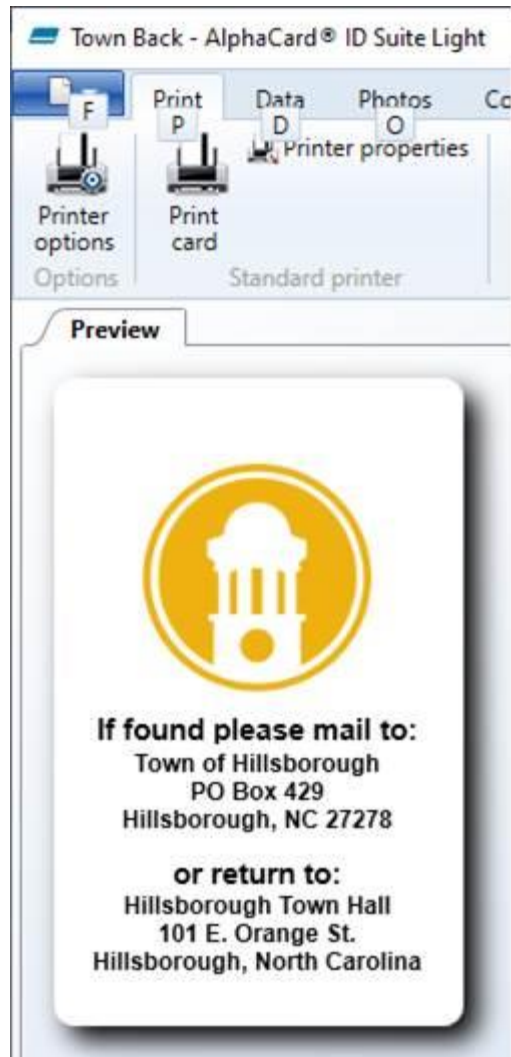 Town Back - AlphaCard® ID Suite Light
F
Print Data Photos Co
P D O
Printer properties
Printer options
Print card
Options Standard printer
Preview
If found please mail to:
Town of Hillsborough
PO Box 429
Hillsborough, NC 27278
or return to:
Hillsborough Town Hall
101 E. Orange St.
Hillsborough, North Carolina